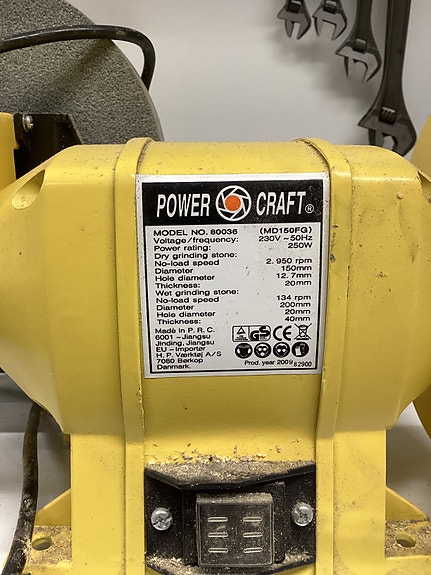 POWER CRAFT®
MODEL NO. 80036 (MD150FG)
Voltage/frequency: 230V ~ 50Hz
Power rating: 250W
Dry grinding stone:
No-load speed 2. 950 rpm
Diameter 150mm
Hole diameter 12. 7mm
Thickness: 20mm
Wet grinding stone:
No-load speed 134 rpm
Diameter 200mm
Hole diameter 20mm
Thickness: 40mm
Made in P. R. C.
6001 - Jiangsu
Jinding, Jiangsu
EU - Importør
H. P. Værktøj A/S
7080 Børkop
Danmark.
Prod. year 2009 62900